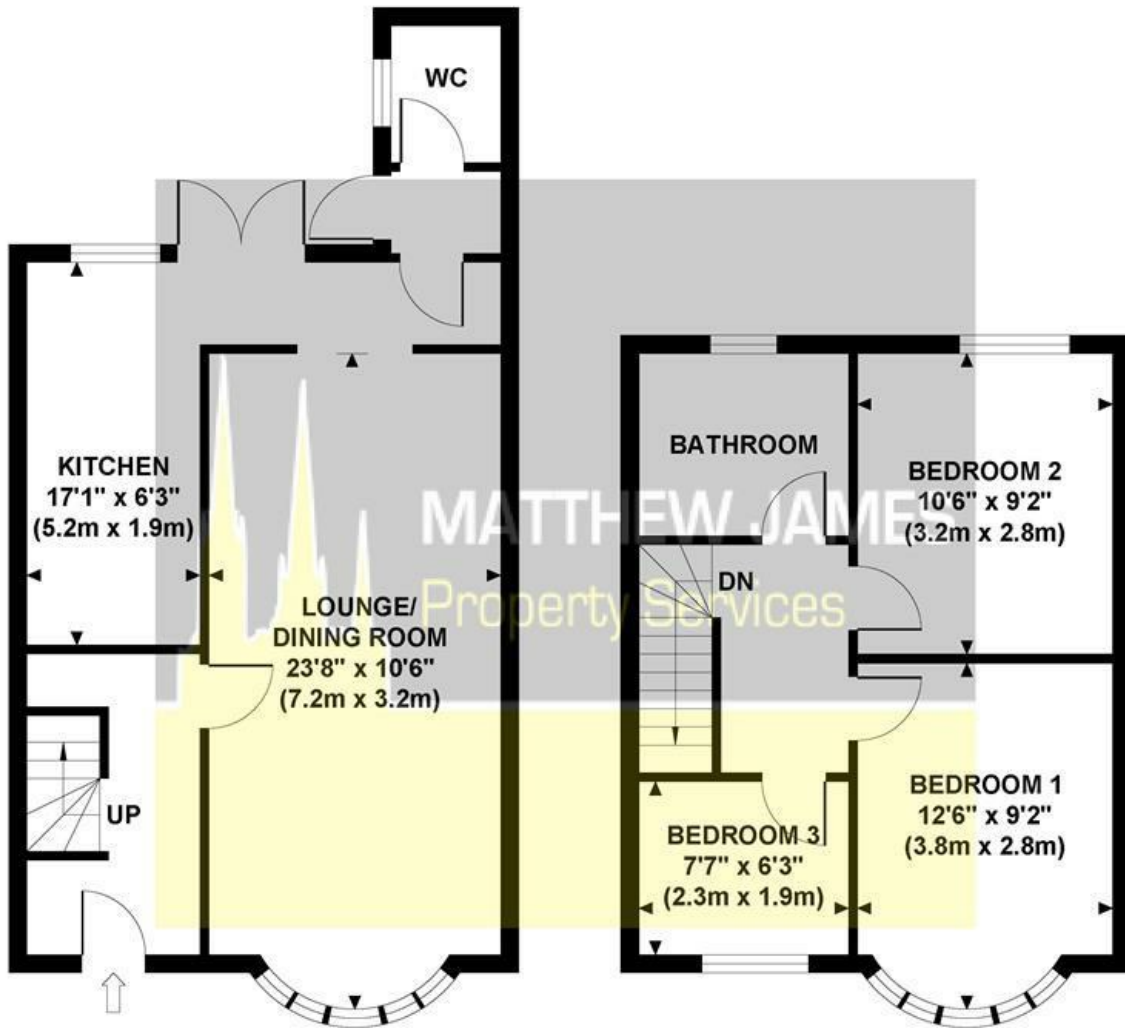 WC
KITCHEN
17'1" x 6'3"
(5.2m x 1.9m)
LOUNGE/
DINING ROOM
23'8" x 10'6"
(7.2m x 3.2m)
UP
BATHROOM
BEDROOM 2
10'6" x 9'2"
(3.2m x 2.8m)
MATTHEW JAMES
Property Services
DN
BEDROOM 1
12'6" x 9'2"
(3.8m x 2.8m)
BEDROOM 3
7'7" x 6'3"
(2.3m x 1.9m)